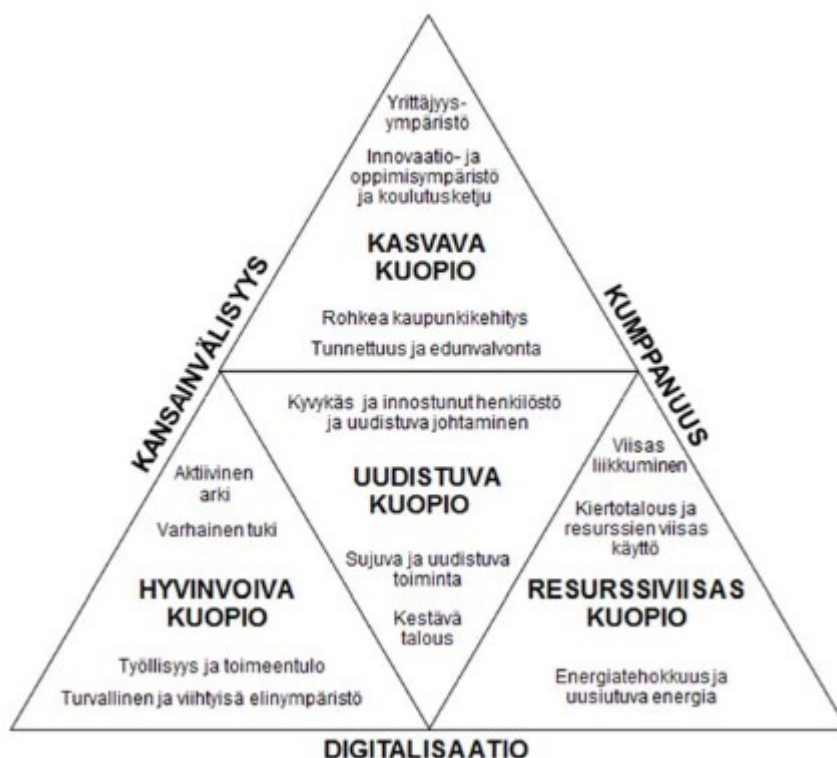 Yrittäjyys-
ympäristö
Innovaatio- ja
oppimisympäristö
ja koulutusketju
KASVAVA
KUOPIO
Rohkea kaupunkikehitys
Tunnettuus ja edunvalvonta
KANSAINVÄLISYYS
KUMPPANUUS
Kyvykäs ja innostunut henkilöstö
ja uudistuva johtaminen
UUDISTUVA
KUOPIO
Sujuva ja uudistuva
toiminta
Kestävä
talous
Aktiivinen
arki
Varhainen tuki
HYVINVOIVA
KUOPIO
Työllisyys ja toimeentulo
Turvallinen ja viihtyisä elinympäristö
Viisas
liikkuminen
Kiertotalous ja
resurssien viisas
käyttö
RESURSSIVIISAS
KUOPIO
Energiatehokkuus ja
uusiutuva energia
DIGITALISAATIO